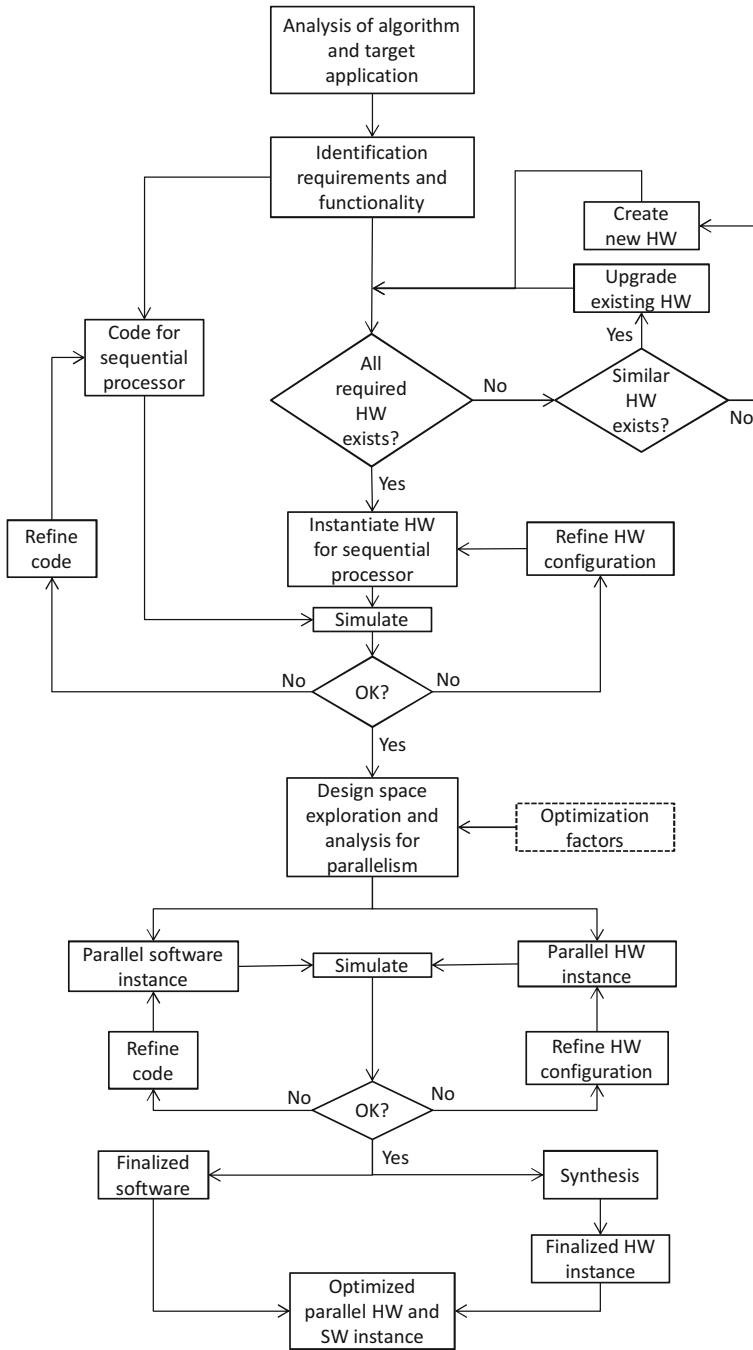 Analysis of algorithm
and target
application
Identification
requirements and
functionality
Create
new HW
Upgrade
existing HW
Code for
sequential
processor
Yes
All
required
HW
exists?
No
Similar
HW
exists?
No
Yes
Refine
code
Instantiate HW
for sequential
processor
Refine HW
configuration
Simulate
No
OK?
No
Yes
Design space
exploration and
analysis for
parallelism
Optimization
factors
Parallel software
instance
Simulate
Parallel HW
instance
Refine
code
Refine HW
configuration
No
OK?
No
Yes
Finalized
software
Synthesis
Finalized HW
instance
Optimized
parallel HW and
SW instance